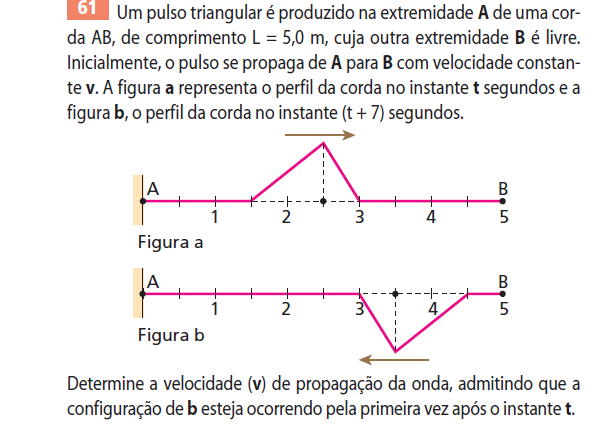 61 Um pulso triangular é produzido na extremidade A de uma cor-
da AB, de comprimento L = 5,0 m, cuja outra extremidade B é livre.
Inicialmente, o pulso se propaga de A para B com velocidade constan-
te v. A figura a representa o perfil da corda no instante t segundos e a
figura b, o perfil da corda no instante (t + 7) segundos.
A B
1 2 3 4 5
Figura a
A B
1 2 3 4 5
Figura b
Determine a velocidade (v) de propagação da onda, admitindo que a
configuração de b esteja ocorrendo pela primeira vez após o instante t.